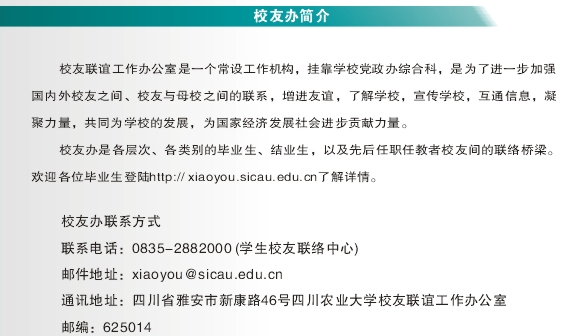 校友办简介
校友联谊工作办公室是一个常设工作机构，挂靠学校党政办综合科，是为了进一步加强
国内外校友之间、校友与母校之间的联系，增进友谊，了解学校，宣传学校，互通信息，凝
聚力量，共同为学校的发展，为国家经济发展社会进步贡献力量。
校友办是各层次、各类别的毕业生、结业生，以及先后任职任教者校友间的联络桥梁。
欢迎各位毕业生登陆http:// xiaoyou.sicau.edu.cn了解详情。
校友办联系方式
联系电话：0835-2882000 (学生校友联络中心)
邮件地址：xiaoyou@sicau.edu.cn
通讯地址：四川省雅安市新康路46号四川农业大学校友联谊工作办公室
邮编：625014